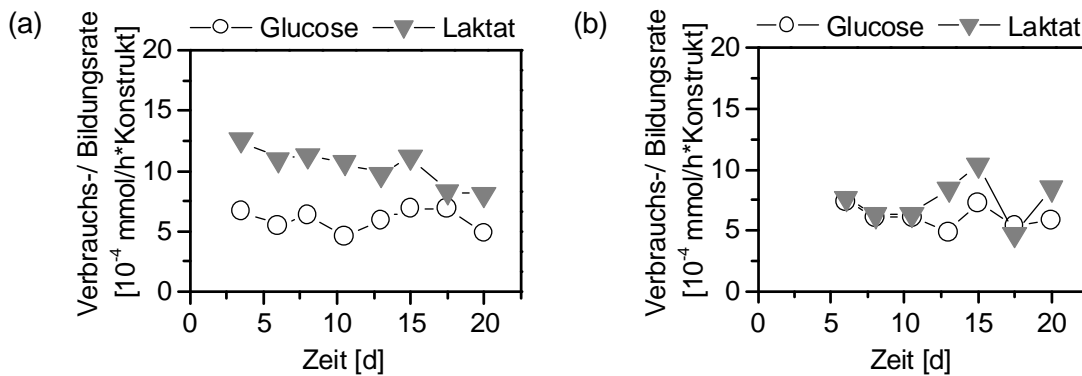 (a)
Glucose Laktat
Verbrauchs-/ Bildungsrate
[10⁻⁴ mmol/h*Konstrukt]
20
15
10
5
0
0 5 10 15 20
Zeit [d]
(b)
Glucose Laktat
Verbrauchs-/ Bildungsrate
[10⁻⁴ mmol/h*Konstrukt]
20
15
10
5
0
0 5 10 15 20
Zeit [d]